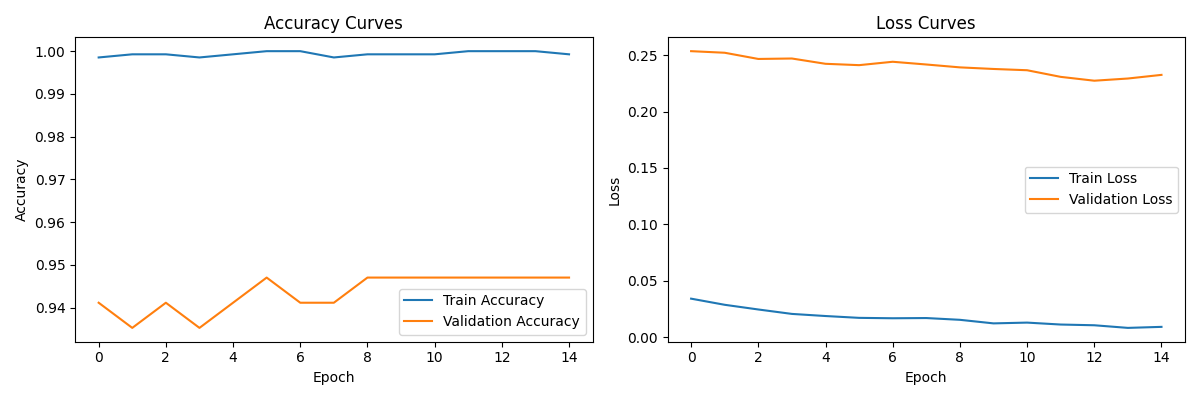 Accuracy Curves
Accuracy
1.00
0.99
0.98
0.97
0.96
0.95
0.94
Train Accuracy
Validation Accuracy
0 2 4 6 8 10 12 14
Epoch
Loss Curves
Loss
0.25
0.20
0.15
0.10
0.05
0.00
Train Loss
Validation Loss
0 2 4 6 8 10 12 14
Epoch